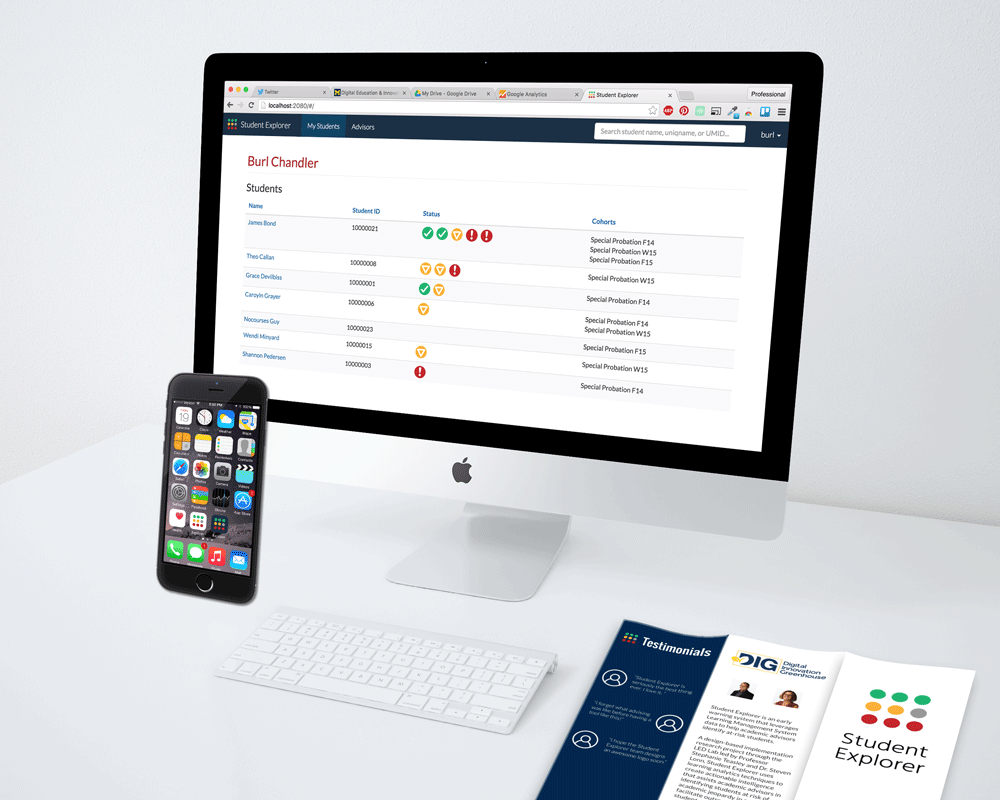 Twitter
Digital Education & Innov
My Drive - Google Drive
Google Analytics
Student Explorer
Professional
localhost:2080/#/
Student Explorer
My Students
Advisors
Search student name, uniqname, or UMID...
burl
Burl Chandler
Students
Name Student ID Status Cohorts
James Bond 10000021 Special Probation F14
Special Probation W15
Special Probation F15
Theo Callan 10000008 Special Probation W15
Grace Devilbiss 10000001 Special Probation F14
Caroyln Grayer 10000006 Special Probation F14
Special Probation W15
Nocourses Guy 10000023 Special Probation F15
Wendi Minyard 10000015 Special Probation W15
Shannon Pedersen 10000003 Special Probation F14
Testimonials
"Student Explorer is
seriously the best thing
ever. I love it."
"I forget what advising
was like before having a
tool like this!"
"I hope the Student
Explorer team designs
an awesome logo soon"
DIG
Digital
Innovation
Greenhouse
Student Explorer is an early
warning system that leverages
Learning Management System
data to help academic advisors
identify at-risk students.
A design-based implementation
research project through the
LED Lab led by Professor
Stephanie Teasley and Dr. Steven
Lonn, Student Explorer uses
learning analytics techniques to
create actionable intelligence
that assists academic advisors in
identifying students at risk of
academic jeopardy in
facilitate
Student
Explorer